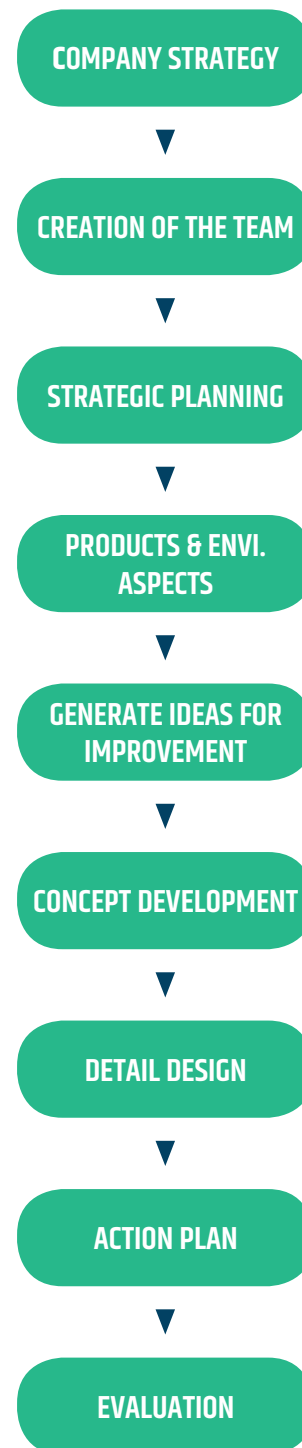 COMPANY STRATEGY
CREATION OF THE TEAM
STRATEGIC PLANNING
PRODUCTS & ENVI.
ASPECTS
GENERATE IDEAS FOR
IMPROVEMENT
CONCEPT DEVELOPMENT
DETAIL DESIGN
ACTION PLAN
EVALUATION